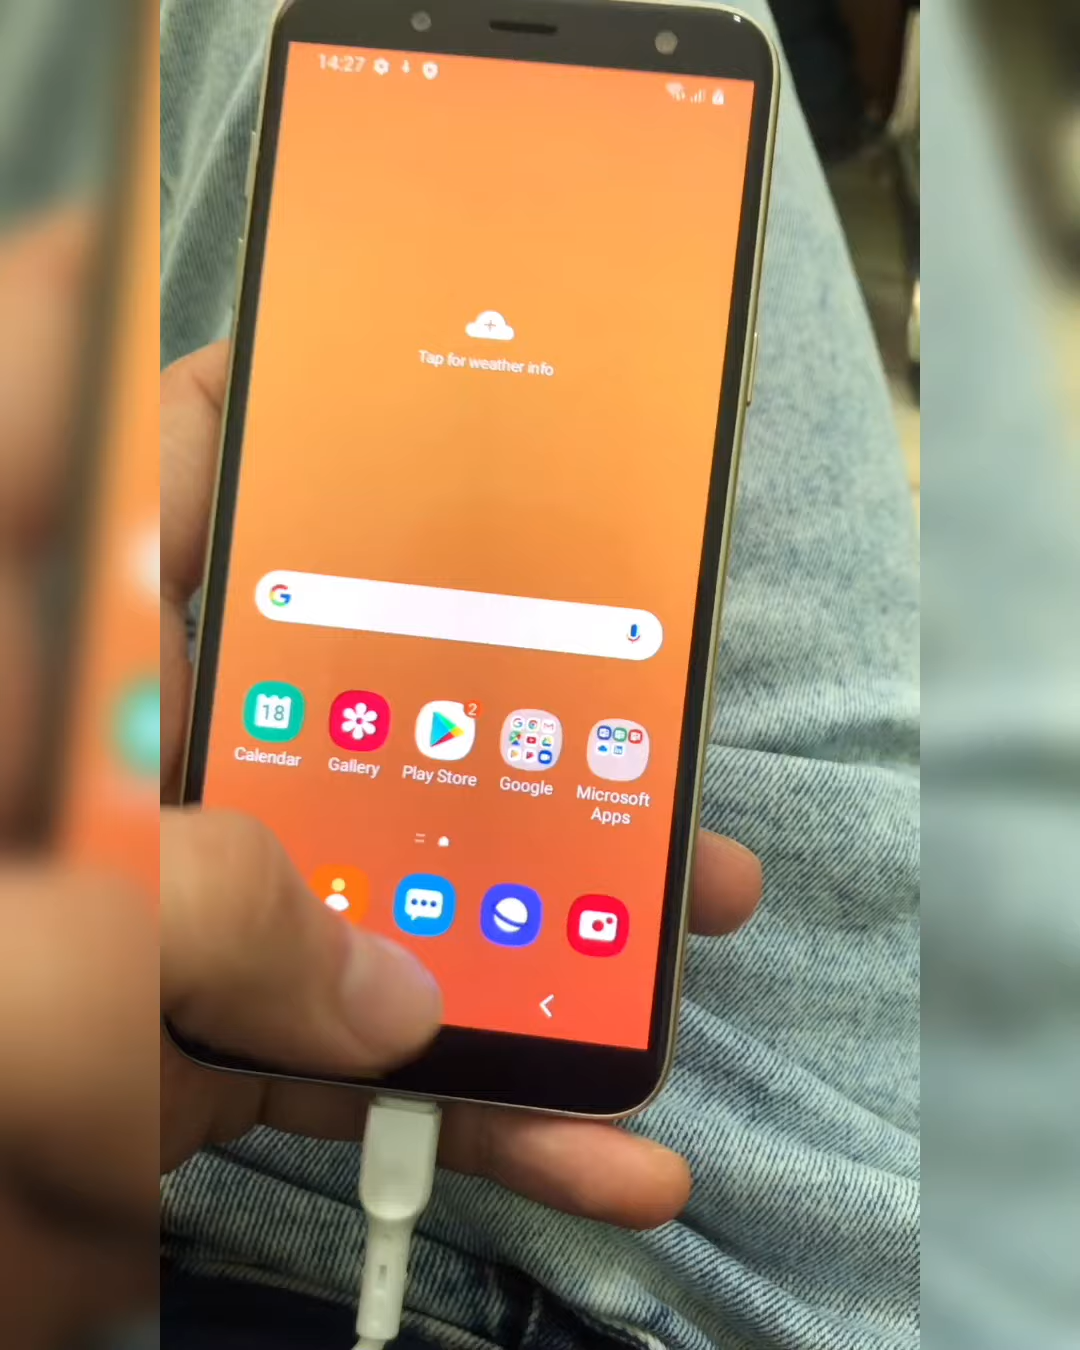 14:27
Tap for weather info
G
18
2
Calendar
Gallery
Play Store
Google
Microsoft
Apps